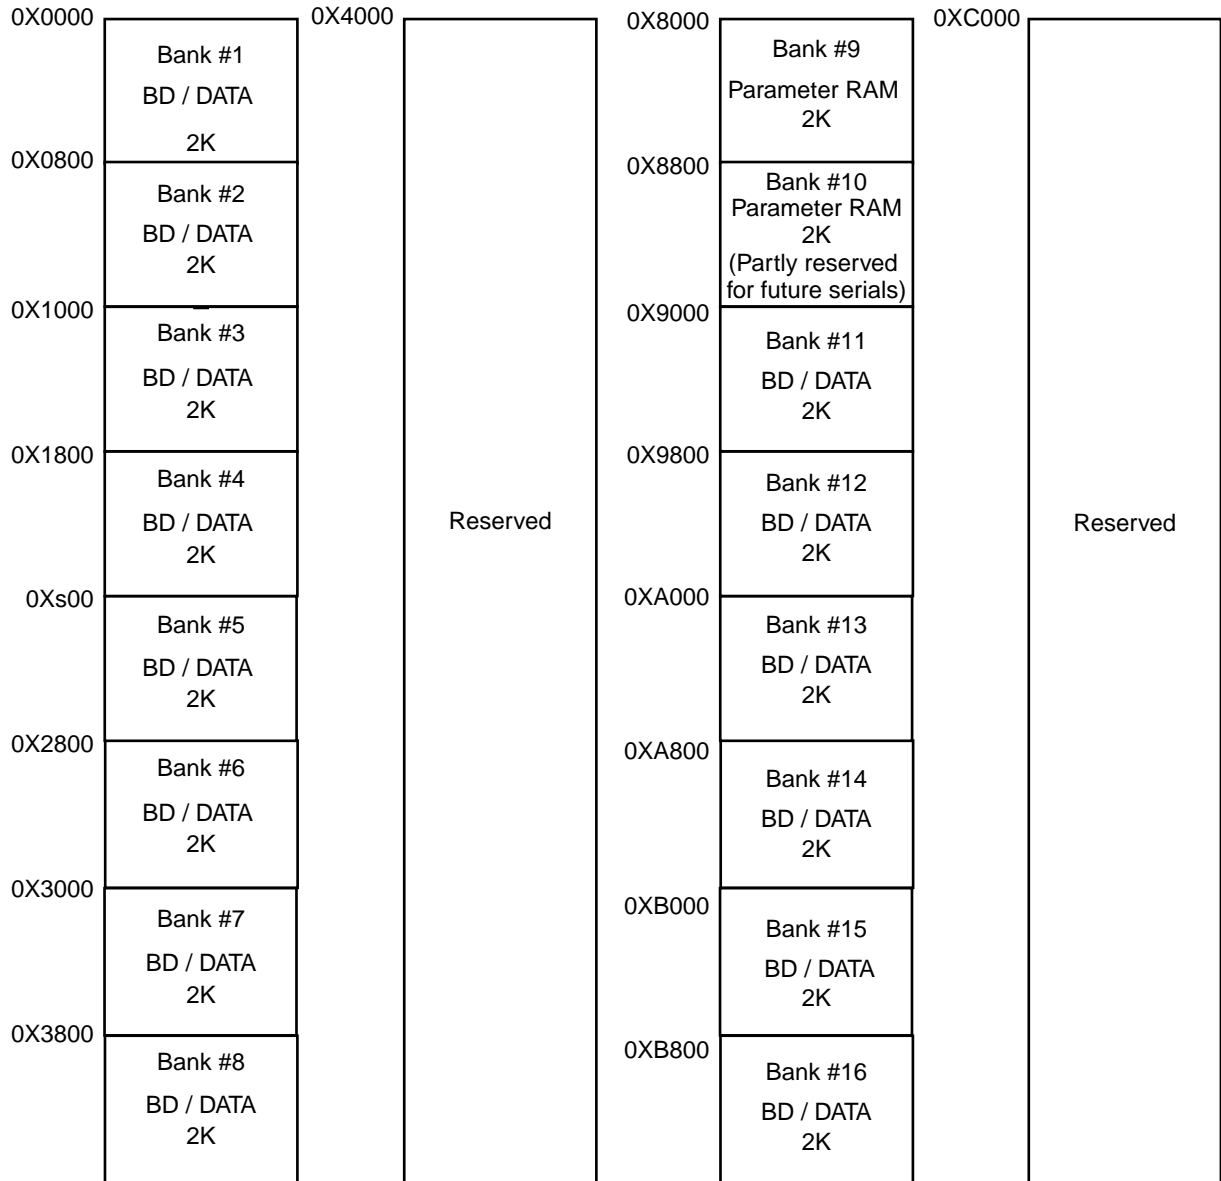 0X0000
Bank #1
BD / DATA
2K
0X0800
Bank #2
BD / DATA
2K
0X1000
Bank #3
BD / DATA
2K
0X1800
Bank #4
BD / DATA
2K
0Xs00
Bank #5
BD / DATA
2K
0X2800
Bank #6
BD / DATA
2K
0X3000
Bank #7
BD / DATA
2K
0X3800
Bank #8
BD / DATA
2K
0X4000
Reserved
0X8000
Bank #9
Parameter RAM
2K
0X8800
Bank #10
Parameter RAM
2K
(Partly reserved
for future serials)
0X9000
Bank #11
BD / DATA
2K
0X9800
Bank #12
BD / DATA
2K
0XA000
Bank #13
BD / DATA
2K
0XA800
Bank #14
BD / DATA
2K
0XB000
Bank #15
BD / DATA
2K
0XB800
Bank #16
BD / DATA
2K
0XC000
Reserved